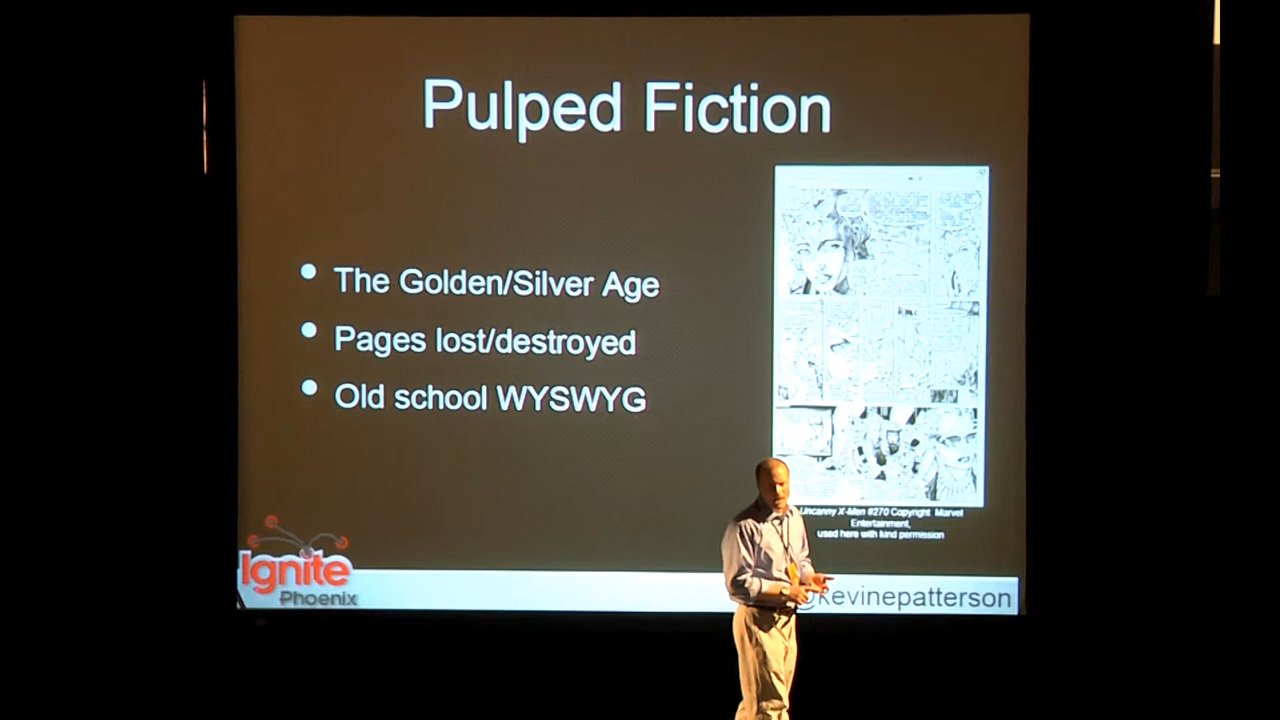 Pulped Fiction
The Golden/Silver Age
Pages lost/destroyed
Old school WYSWYG
Uncanny X-Men #270 Copyright Marvel
Entertainment,
used here with kind permission
Ignite
Phoenix
@kevinepatterson